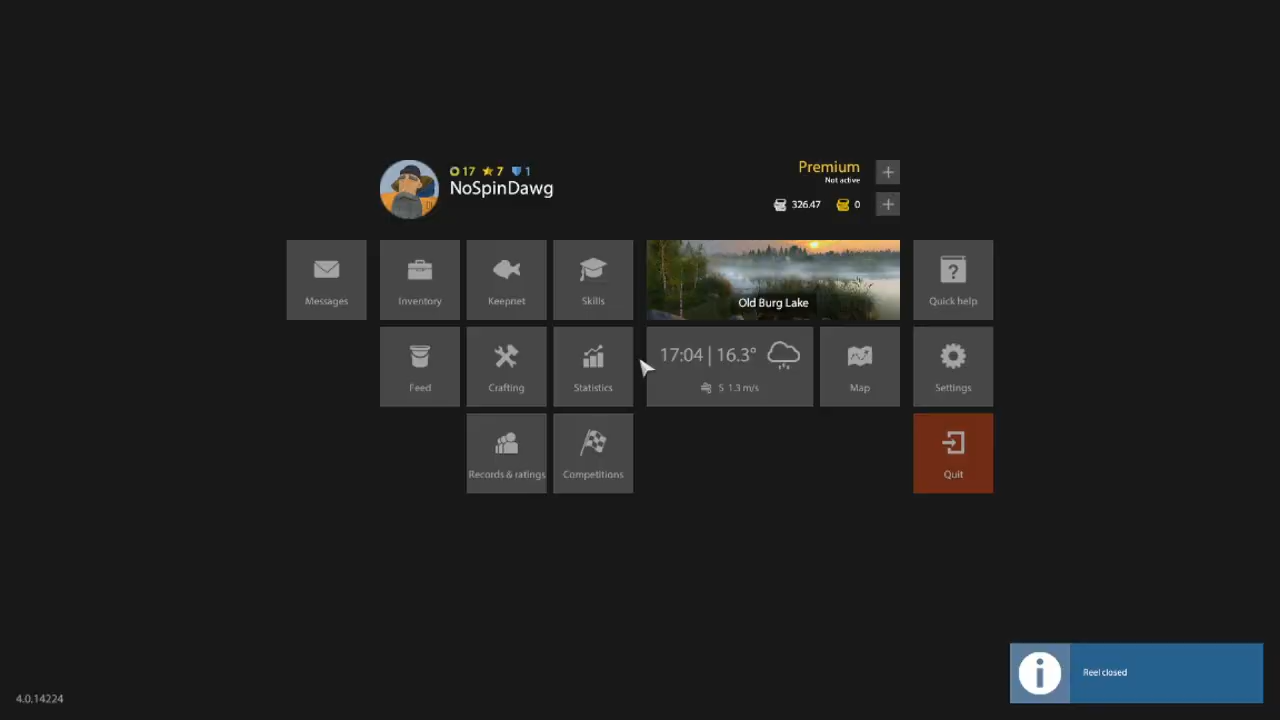 17 7 1
NoSpinDawg
Premium
Not active
326.47 0
Messages
Inventory
Keepnet
Skills
Old Burg Lake
Quick help
Feed
Crafting
Statistics
17:04 | 16.3°
S 1.3 m/s
Map
Settings
Records & ratings
Competitions
Quit
Reel closed
4.0.14224